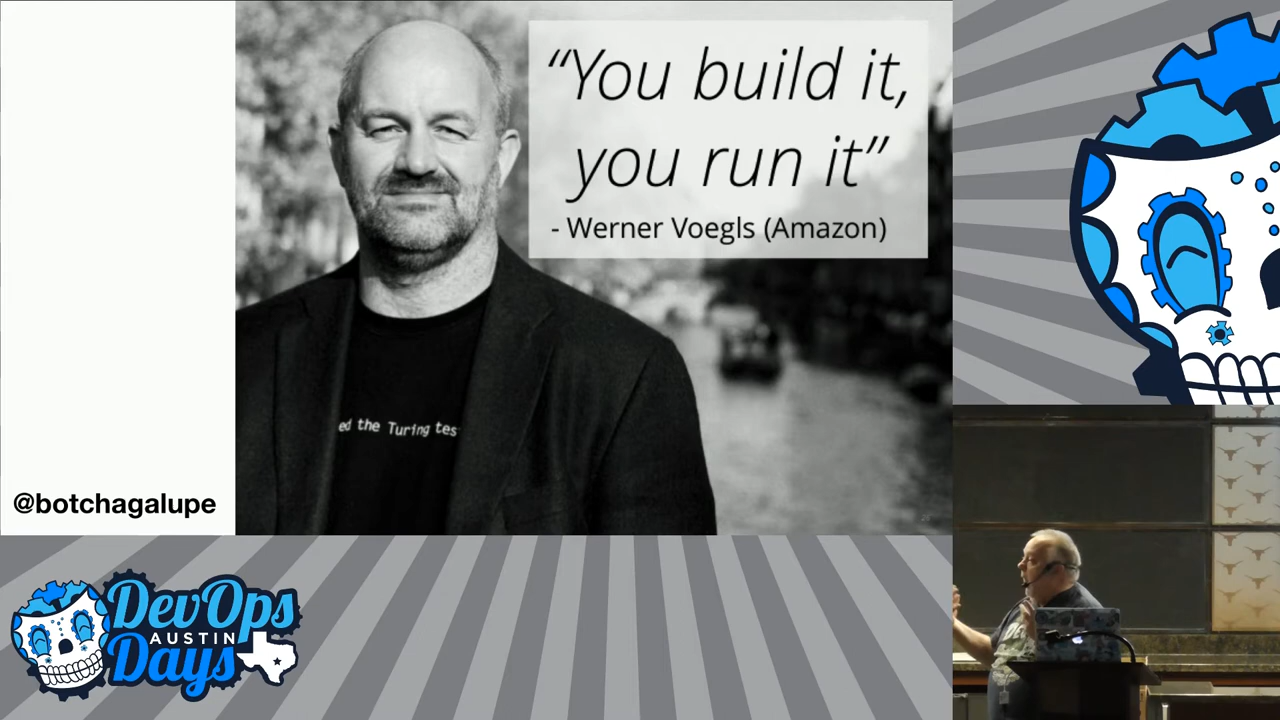 “You build it,
you run it”
- Werner Voegls (Amazon)
ed the Turing tes
@botchagalupe
DevOps
AUSTIN
Days